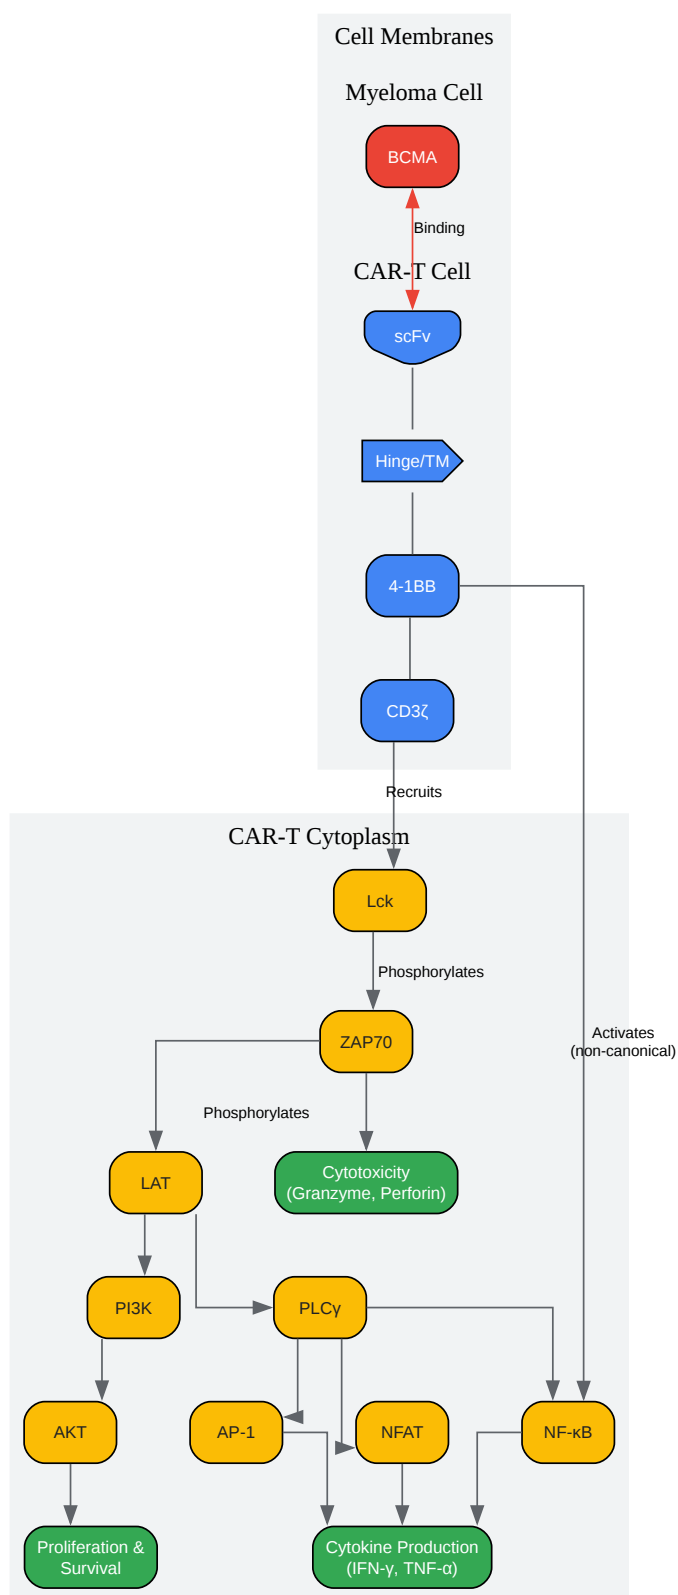 Cell Membranes
Myeloma Cell
BCMA
Binding
CAR-T Cell
scFv
Hinge/TM
4-1BB
CD3ζ
Recruits
CAR-T Cytoplasm
Lck
Phosphorylates
Activates
(non-canonical)
ZAP70
Phosphorylates
LAT
Cytotoxicity
(Granzyme, Perforin)
PI3K
PLCγ
AKT
AP-1
NFAT
NF-κB
Proliferation &
Survival
Cytokine Production
(IFN-γ, TNF-α)